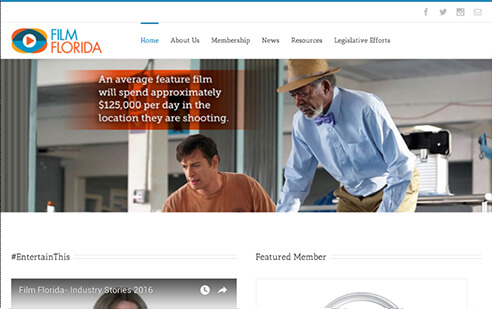 FILM
FLORIDA
Home About Us Membership News Resources Legislative Efforts
An average feature film
will spend approximately
$125,000 per day in the
location they are shooting.
#EntertainThis
Featured Member
Film Florida- Industry Stories 2016